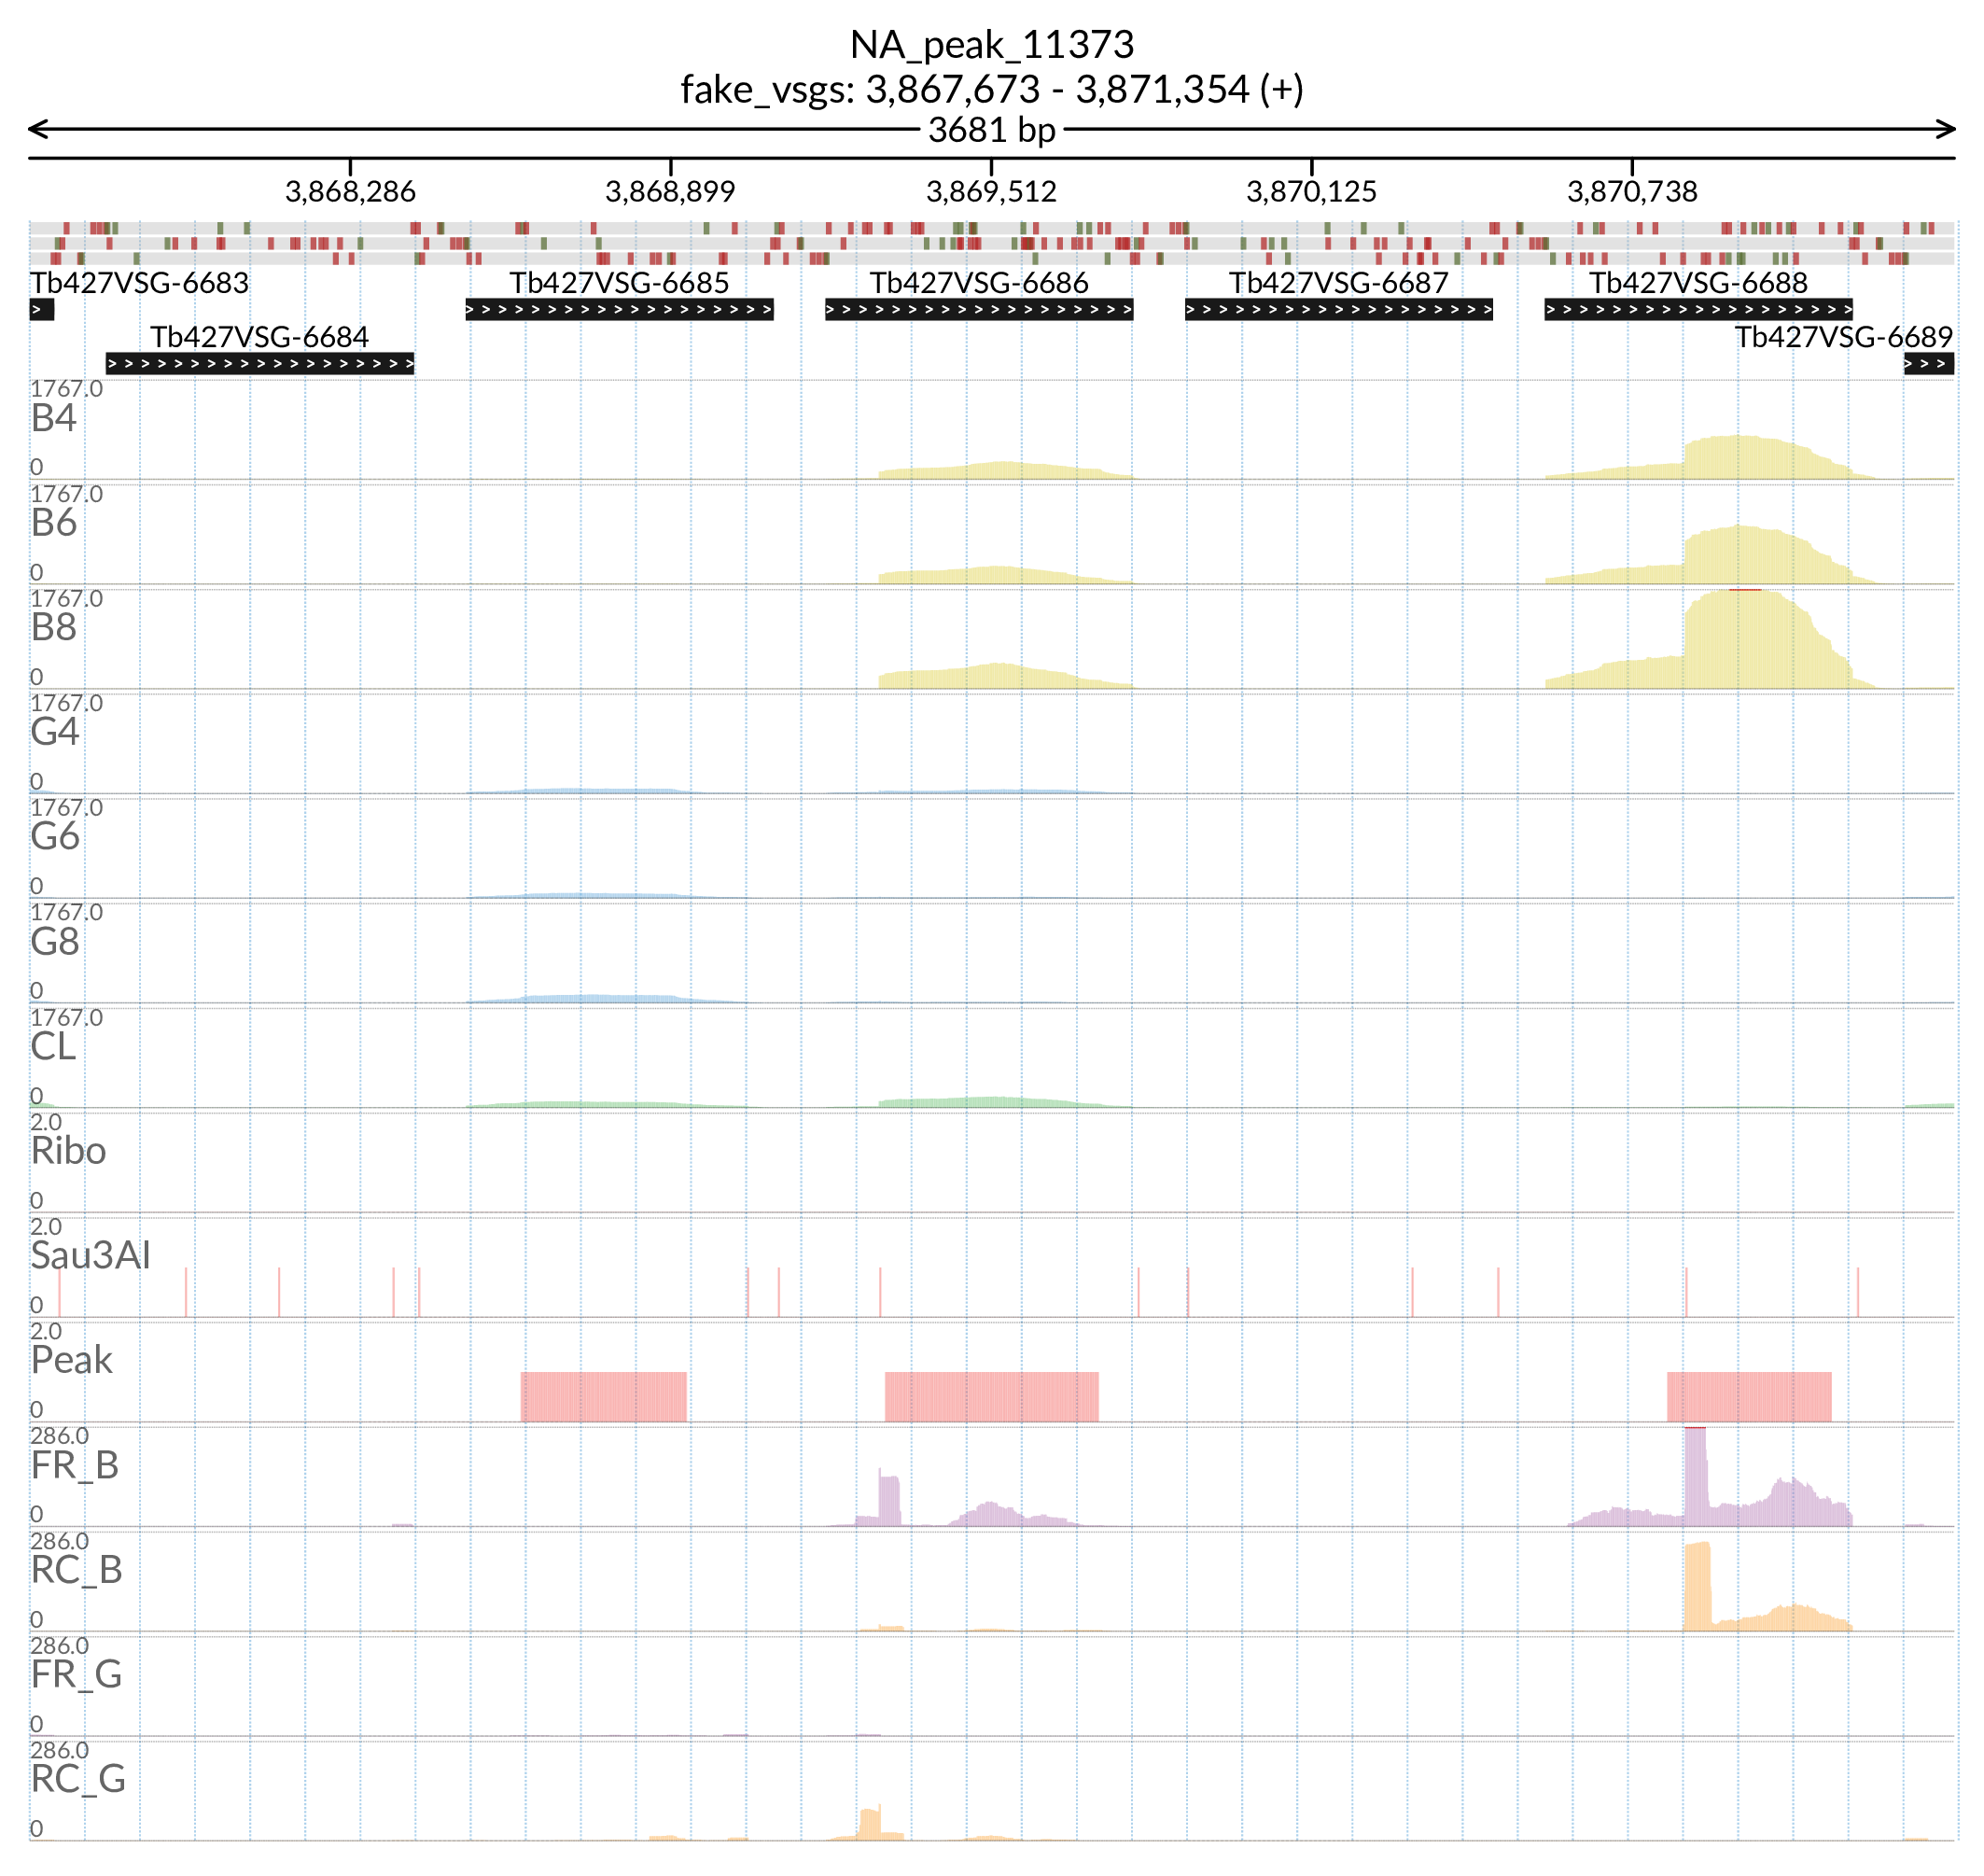 NA_peak_11373
fake_vsgs: 3,867,673 - 3,871,354 (+)
3681 bp
3,868,286 3,868,899 3,869,512 3,870,125 3,870,738
Tb427VSG-6683 Tb427VSG-6685 Tb427VSG-6686 Tb427VSG-6687 Tb427VSG-6688
Tb427VSG-6684 Tb427VSG-6689
1767.0
B4
0
1767.0
B6
0
1767.0
B8
0
1767.0
G4
0
1767.0
G6
0
1767.0
G8
0
1767.0
CL
0
2.0
Ribo
0
2.0
Sau3AI
0
2.0
Peak
0
286.0
FR_B
0
286.0
RC_B
0
286.0
FR_G
0
286.0
RC_G
0